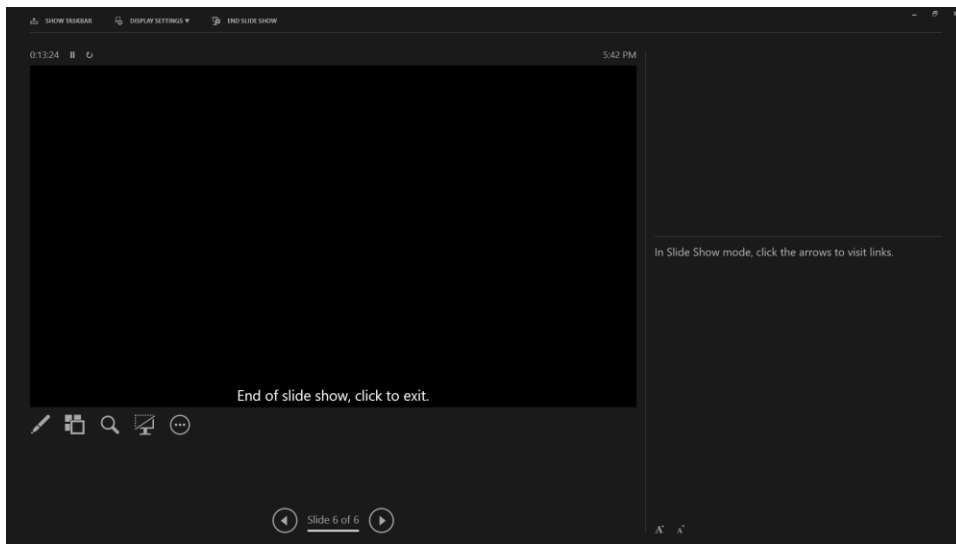 SHOW TASKBAR DISPLAY SETTINGS ▼ END SLIDE SHOW
0:13:24 5:42 PM
In Slide Show mode, click the arrows to visit links.
End of slide show, click to exit.
Slide 6 of 6
A A